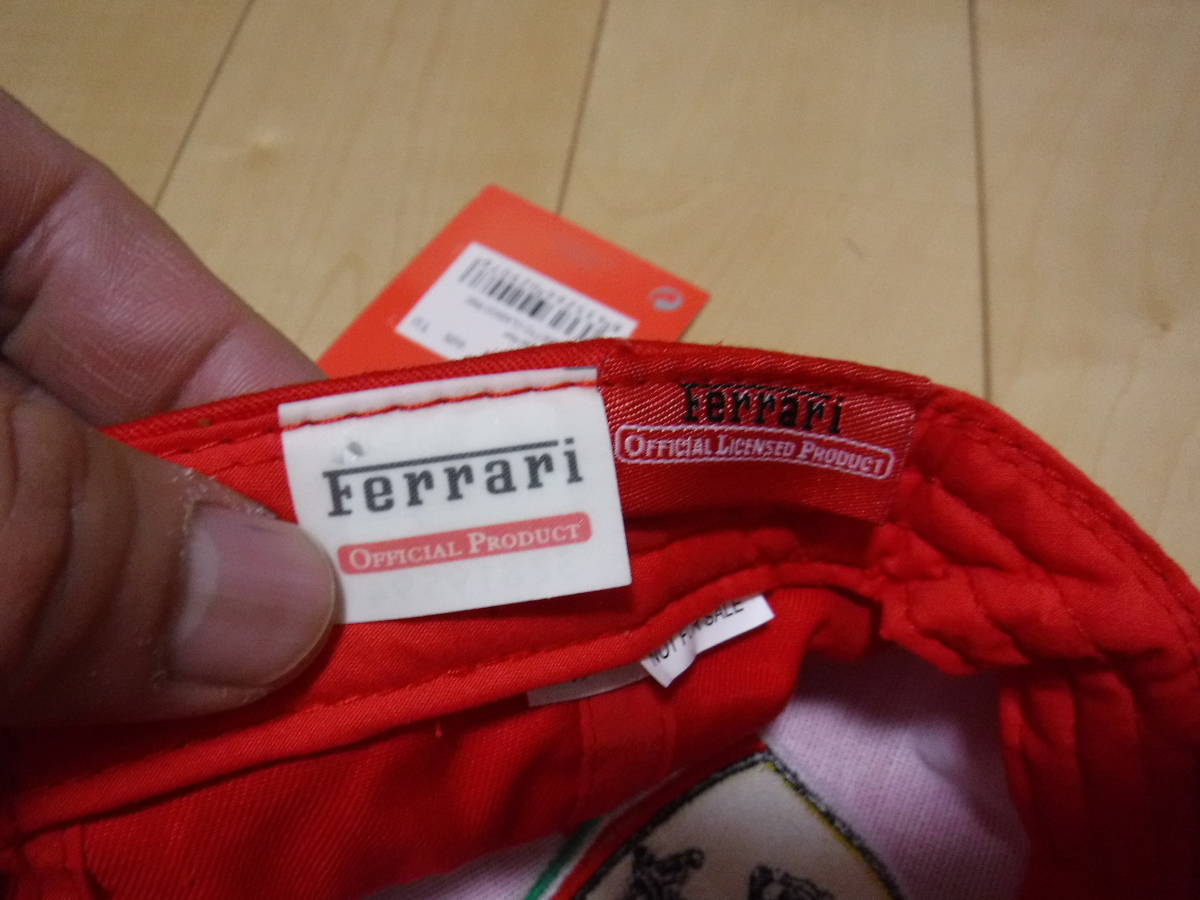 Ferrari
OFFICIAL PRODUCT
Ferrari
OFFICIAL LICENSED PRODUCT
NOT FOR SALE